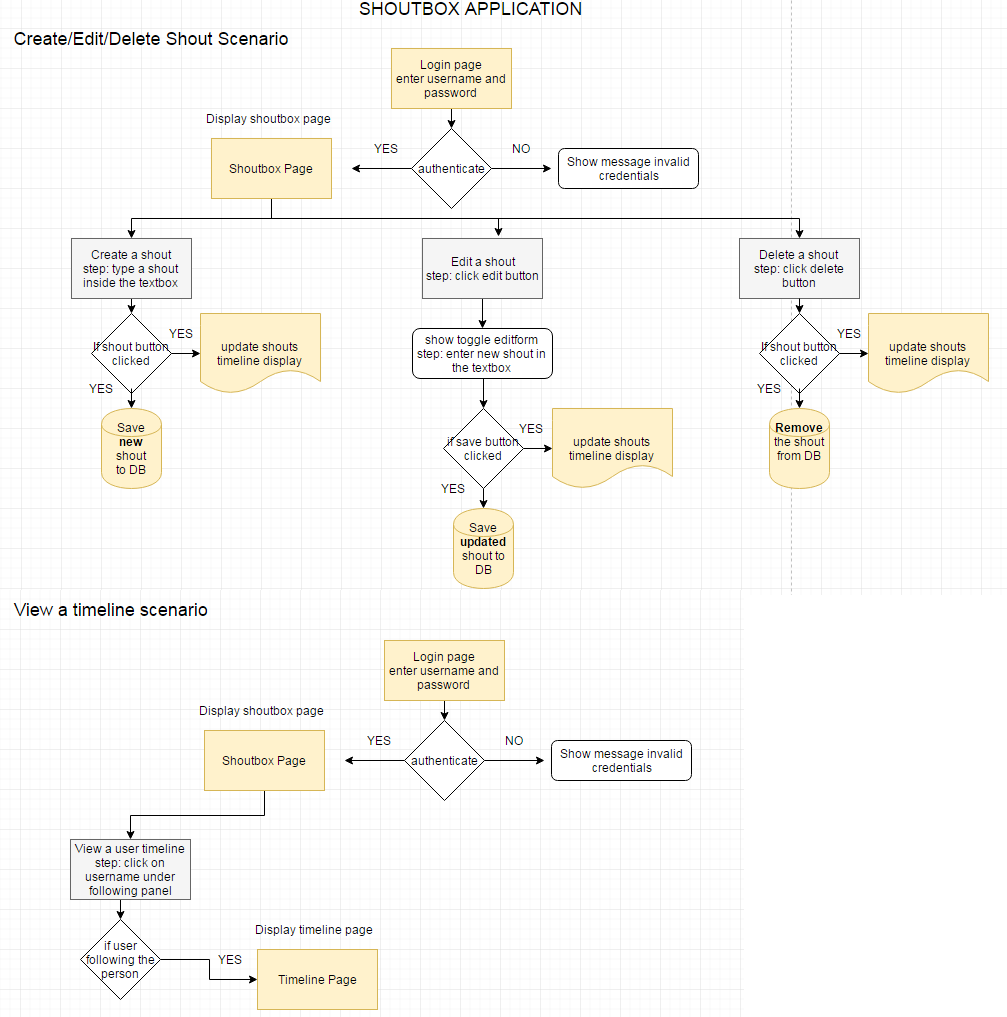 SHOUTBOX APPLICATION
Create/Edit/Delete Shout Scenario
Login page
enter username and
password
Display shoutbox page
YES
NO
Shoutbox Page
authenticate
Show message invalid
credentials
Create a shout
step: type a shout
inside the textbox
Edit a shout
step: click edit button
Delete a shout
step: click delete
button
If shout button
clicked
YES
update shouts
timeline display
YES
Save
new
shout
to DB
show toggle editform
step: enter new shout in
the textbox
if save button
clicked
YES
update shouts
timeline display
YES
Save
updated
shout to
DB
If shout button
clicked
YES
update shouts
timeline display
YES
Remove
the shout
from DB
View a timeline scenario
Login page
enter username and
password
Display shoutbox page
YES
NO
Shoutbox Page
authenticate
Show message invalid
credentials
View a user timeline
step: click on
username under
following panel
if user
following the
person
YES
Display timeline page
Timeline Page